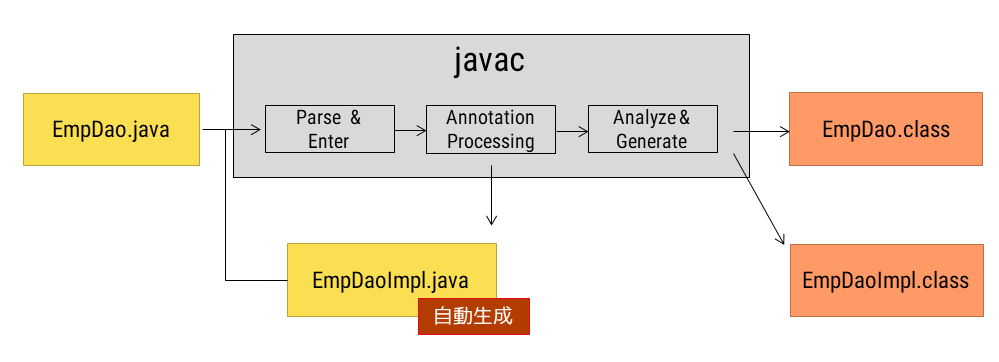 javac
EmpDao.java
Parse &
Enter
Annotation
Processing
Analyze &
Generate
EmpDao.class
EmpDaoImpl.java
自動生成
EmpDaoImpl.class